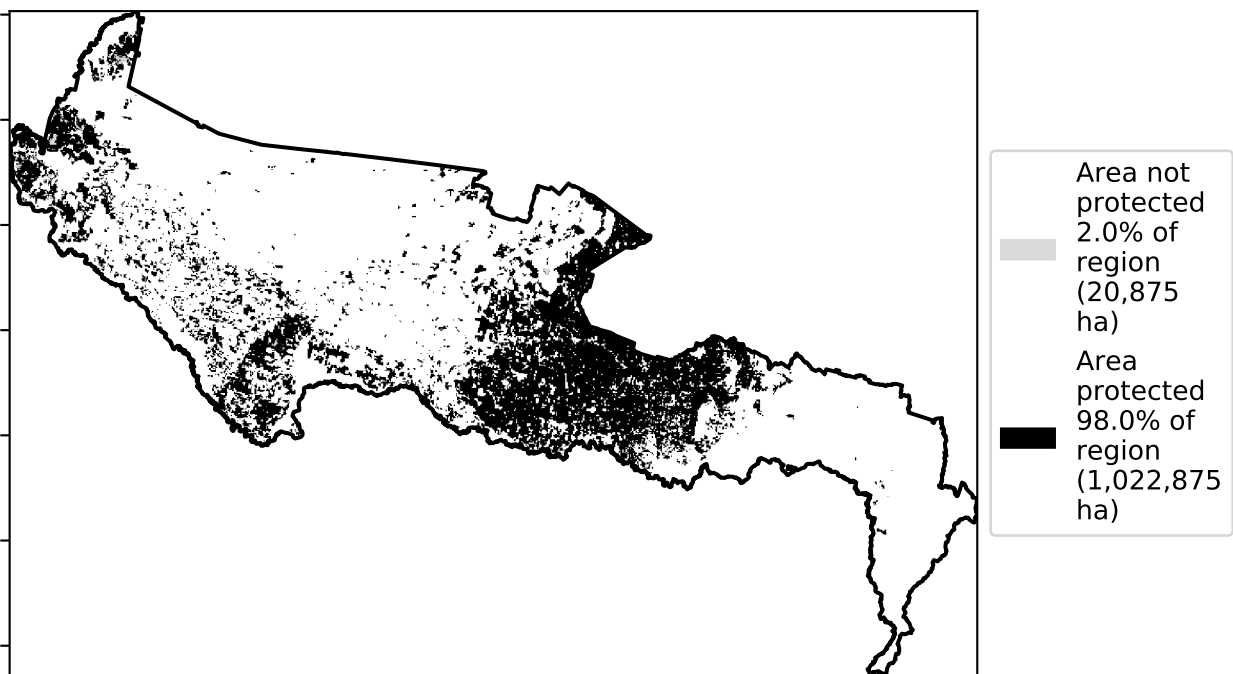 Area not
protected
2.0% of
region
(20,875
ha)
Area
protected
98.0% of
region
(1,022,875
ha)